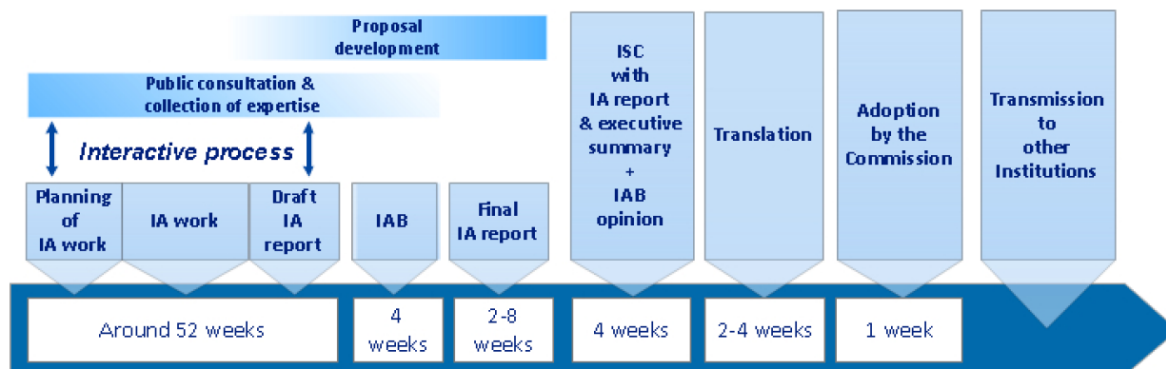 Proposal
development
Public consultation &
collection of expertise
Interactive process
Planning
of
IA work
IA work
Draft
IA
report
IAB
Final
IA report
ISC
with
IA report
& executive
summary
+
IAB
opinion
Translation
Adoption
by the
Commission
Transmission
to
other
Institutions
Around 52 weeks
4
weeks
2-8
weeks
4 weeks
2-4 weeks
1 week